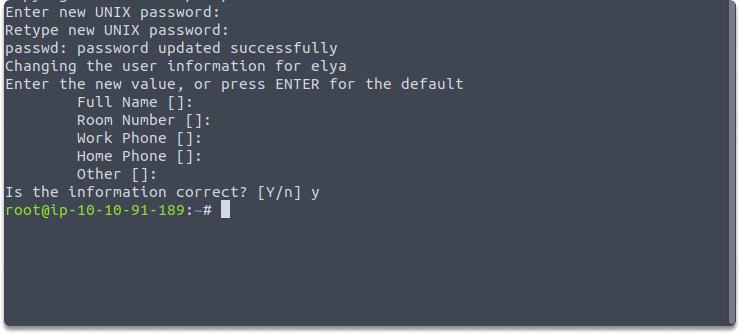 Enter new UNIX password:
Retype new UNIX password:
passwd: password updated successfully
Changing the user information for elya
Enter the new value, or press ENTER for the default
        Full Name []:
        Room Number []:
        Work Phone []:
        Home Phone []:
        Other []:
Is the information correct? [Y/n] y
root@ip-10-10-91-189:~#